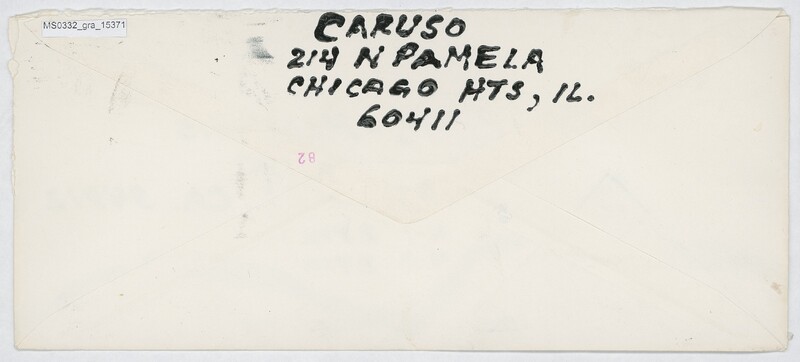 MS0332_gra_15371
CARUSO
214 N PAMELA
CHICAGO HTS, IL.
60411
82